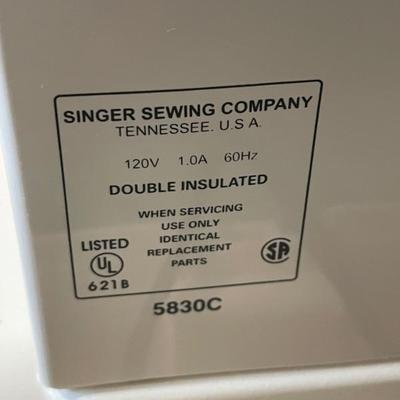 SINGER SEWING COMPANY
TENNESSEE. U.S A.
120V 1.0A 60Hz
DOUBLE INSULATED
WHEN SERVICING
USE ONLY
IDENTICAL
REPLACEMENT
PARTS
LISTED
UL
621B
SA
5830C